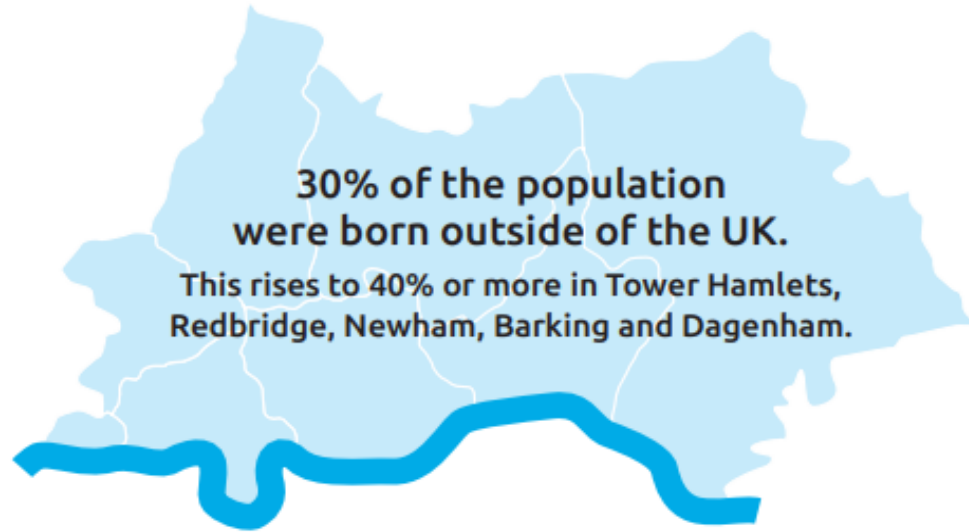 30% of the population
were born outside of the UK.
This rises to 40% or more in Tower Hamlets,
Redbridge, Newham, Barking and Dagenham.